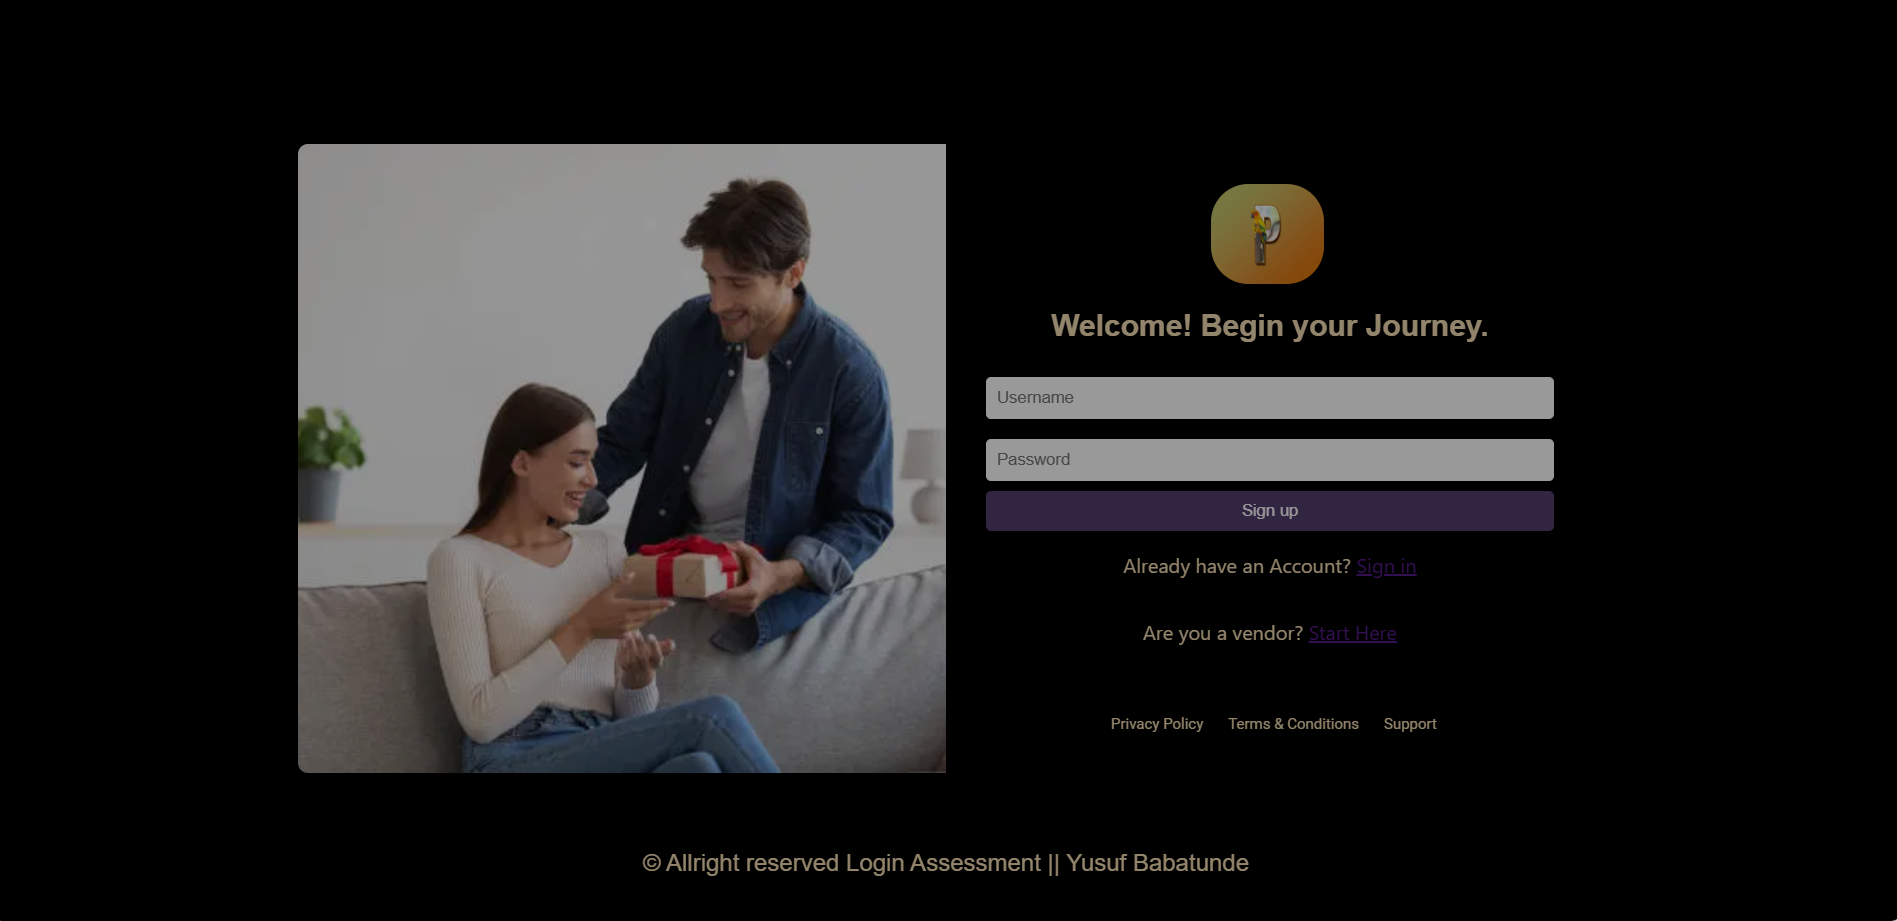 P
Welcome! Begin your Journey.
Username
Password
Sign up
Already have an Account? Sign in
Are you a vendor? Start Here
Privacy Policy Terms & Conditions Support
© Allright reserved Login Assessment || Yusuf Babatunde